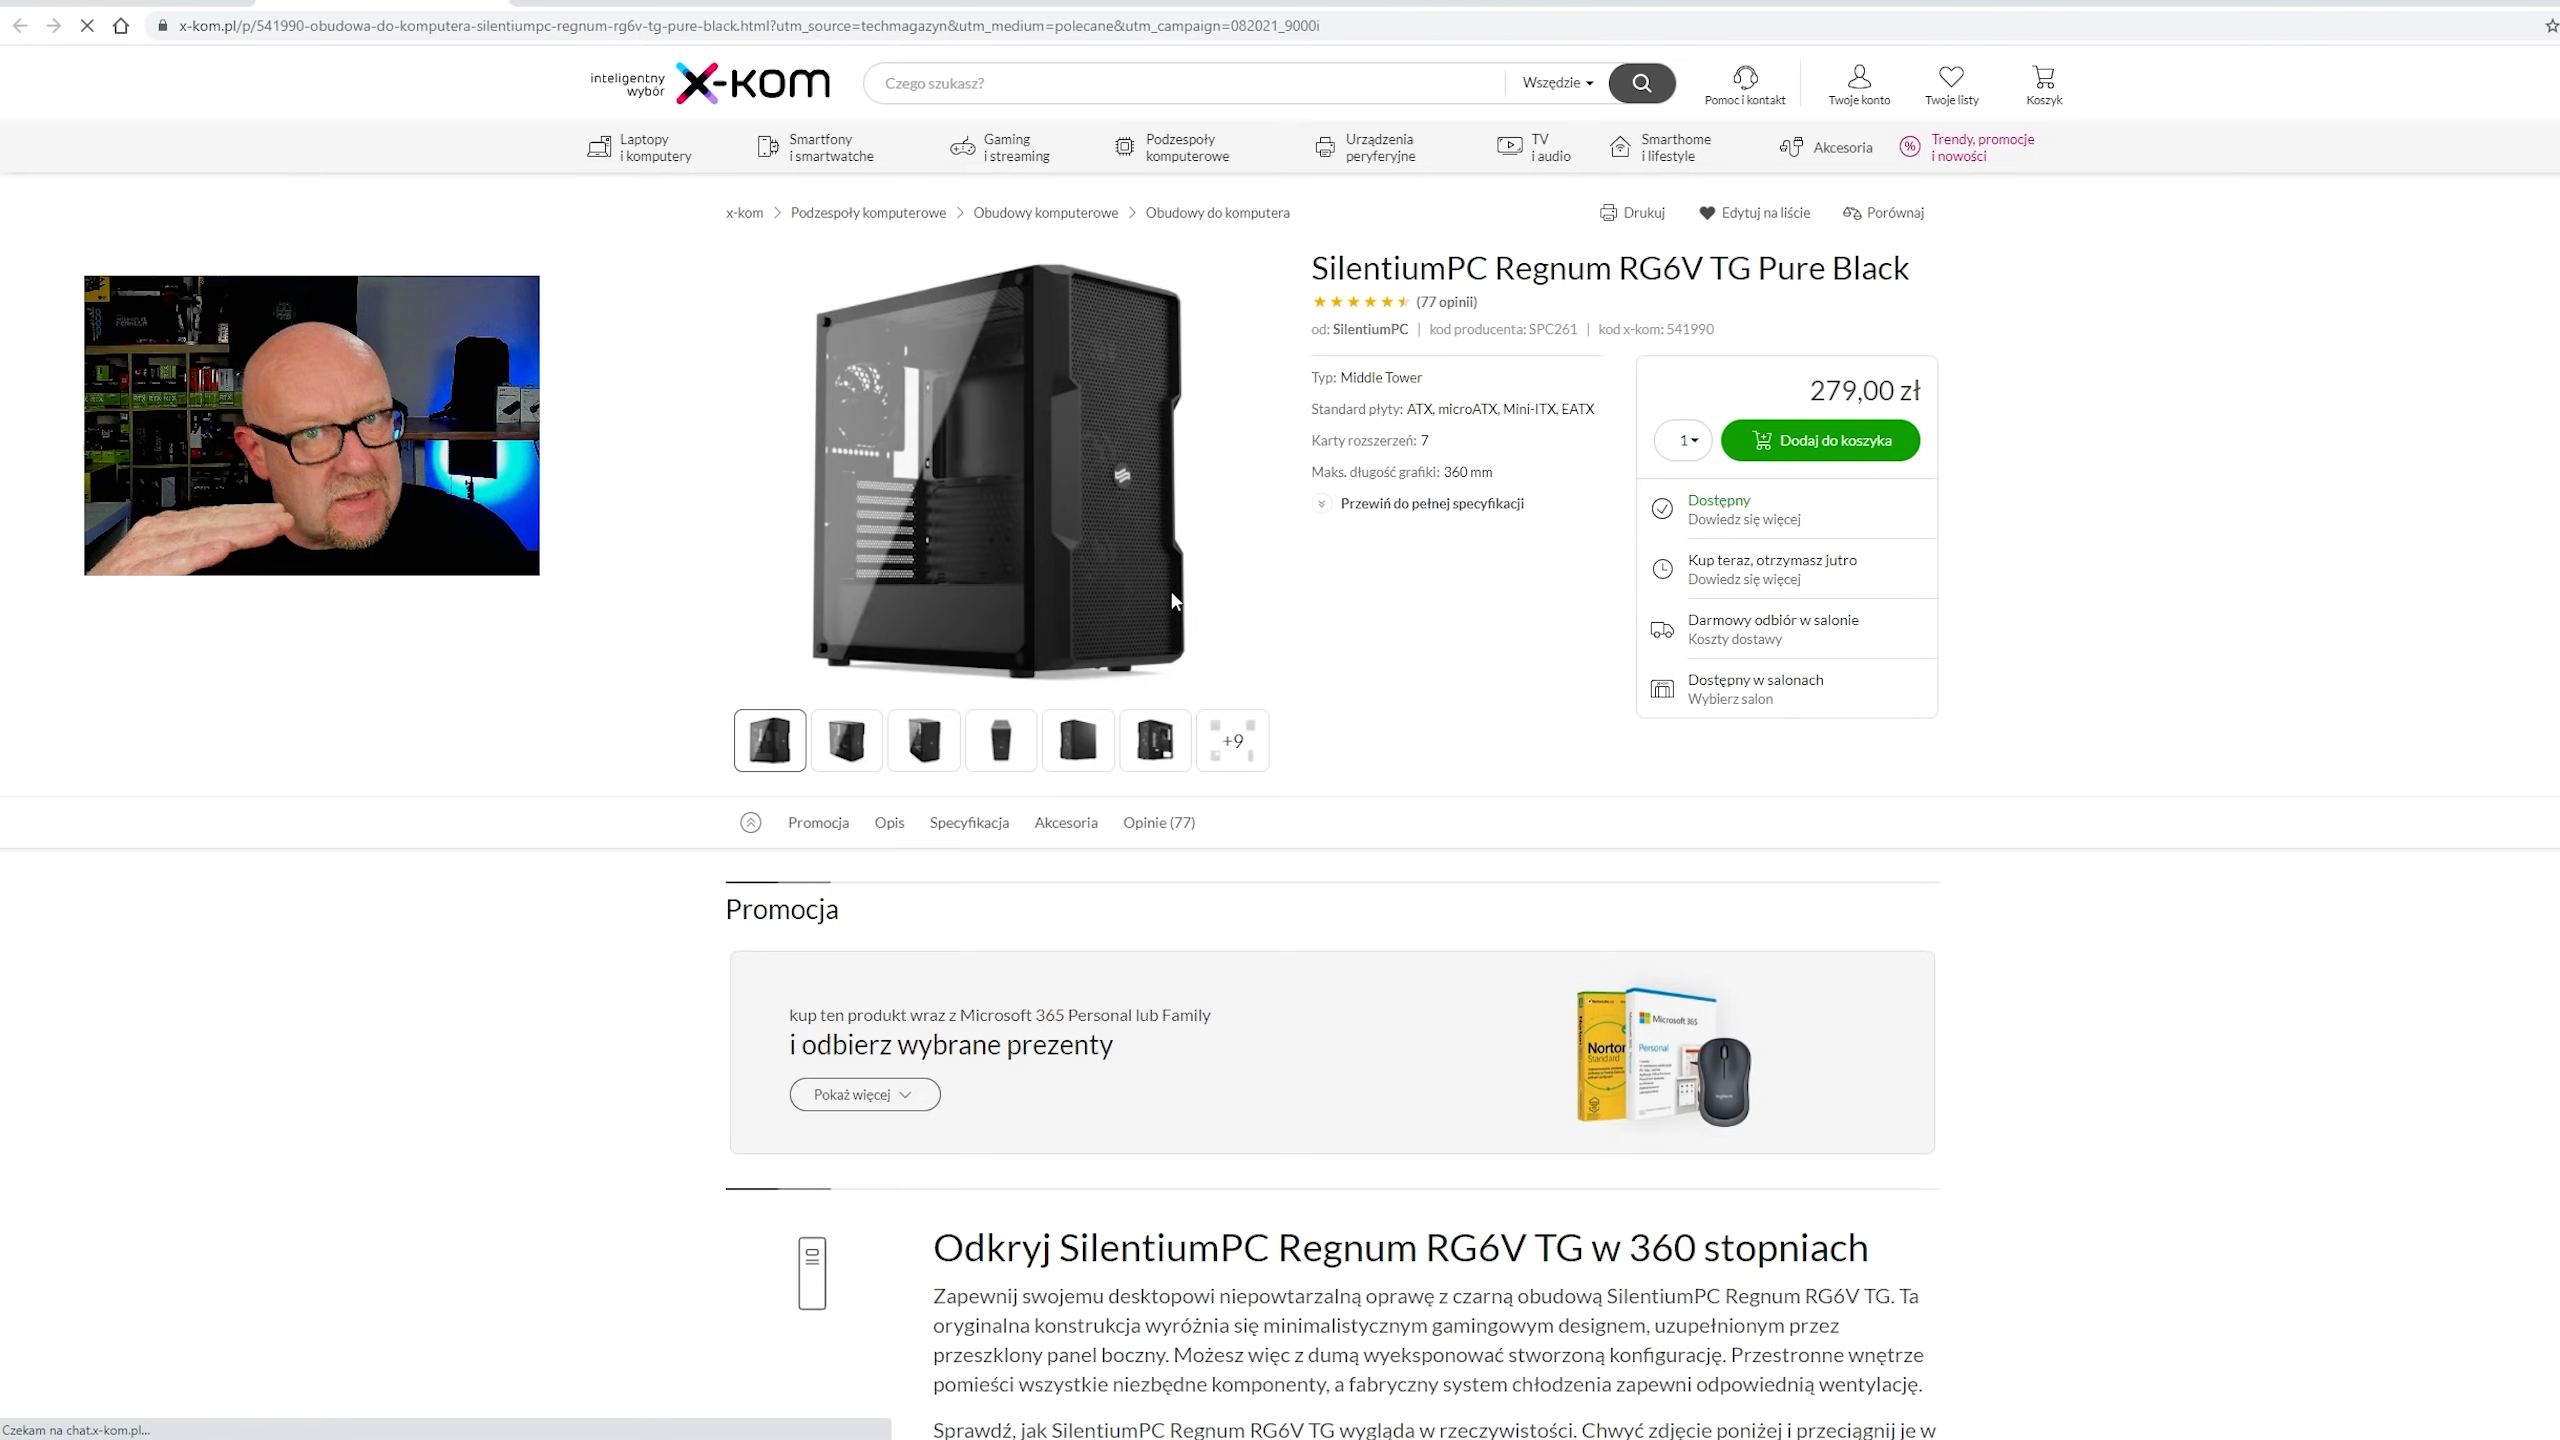 x-kom.pl/p/541990-obudowa-do-komputera-silentiumpc-regnum-rg6v-tg-pure-black.html?utm_source=techmagazyn&utm_medium=polecane&utm_campaign=082021_9000i
inteligentny
wybór
x-kom
Czego szukasz?
Wszędzie
Pomoc i kontakt
Twoje konto
Twoje listy
Koszyk
Laptopy
i komputery
Smartfony
i smartwatche
Gaming
i streaming
Podzespoły
komputerowe
Urządzenia
peryferyjne
TV
i audio
Smarthome
i lifestyle
Akcesoria
Trendy, promocje
i nowości
x-kom > Podzespoły komputerowe > Obudowy komputerowe > Obudowy do komputera
Drukuj
Edytuj na liście
Porównaj
SilentiumPC Regnum RG6V TG Pure Black
(77 opinii)
od: SilentiumPC | kod producenta: SPC261 | kod x-kom: 541990
Typ: Middle Tower
Standard płyty: ATX, microATX, Mini-ITX, EATX
Karty rozszerzeń: 7
Maks. długość grafiki: 360 mm
Przewiń do pełnej specyfikacji
279,00 zł
1
Dodaj do koszyka
Dostępny
Dowiedz się więcej
Kup teraz, otrzymasz jutro
Dowiedz się więcej
Darmowy odbiór w salonie
Koszty dostawy
Dostępny w salonach
Wybierz salon
+9
Promocja
Opis
Specyfikacja
Akcesoria
Opinie (77)
Promocja
kup ten produkt wraz z Microsoft 365 Personal lub Family
i odbierz wybrane prezenty
Pokaż więcej
Norton
Standard
Microsoft 365
Personal
Odkryj SilentiumPC Regnum RG6V TG w 360 stopniach
Zapewnij swojemu desktopowi niepowtarzalną oprawę z czarną obudową SilentiumPC Regnum RG6V TG. Ta
oryginalna konstrukcja wyróżnia się minimalistycznym gamingowym designem, uzupełnionym przez
przeszklony panel boczny. Możesz więc z dumą wyeksponować stworzoną konfigurację. Przestronne wnętrze
pomieści wszystkie niezbędne komponenty, a fabryczny system chłodzenia zapewni odpowiednią wentylację.
Sprawdź, jak SilentiumPC Regnum RG6V TG wygląda w rzeczywistości. Chwyć zdjęcie poniżej i przeciągnij je w
Czekam na chat.x-kom.pl...